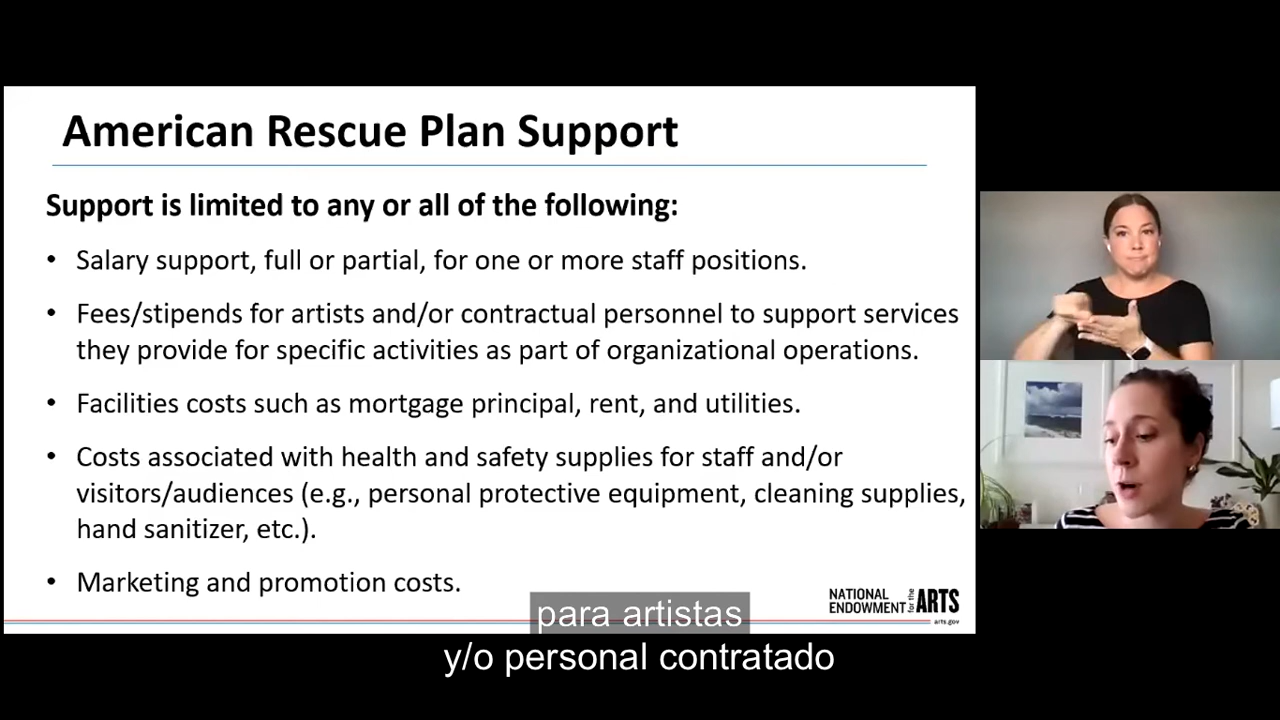 American Rescue Plan Support
Support is limited to any or all of the following:
• Salary support, full or partial, for one or more staff positions.
• Fees/stipends for artists and/or contractual personnel to support services
they provide for specific activities as part of organizational operations.
• Facilities costs such as mortgage principal, rent, and utilities.
• Costs associated with health and safety supplies for staff and/or
visitors/audiences (e.g., personal protective equipment, cleaning supplies,
hand sanitizer, etc.).
• Marketing and promotion costs.
NATIONAL
ENDOWMENT for the ARTS
arts.gov
para artistas
y/o personal contratado